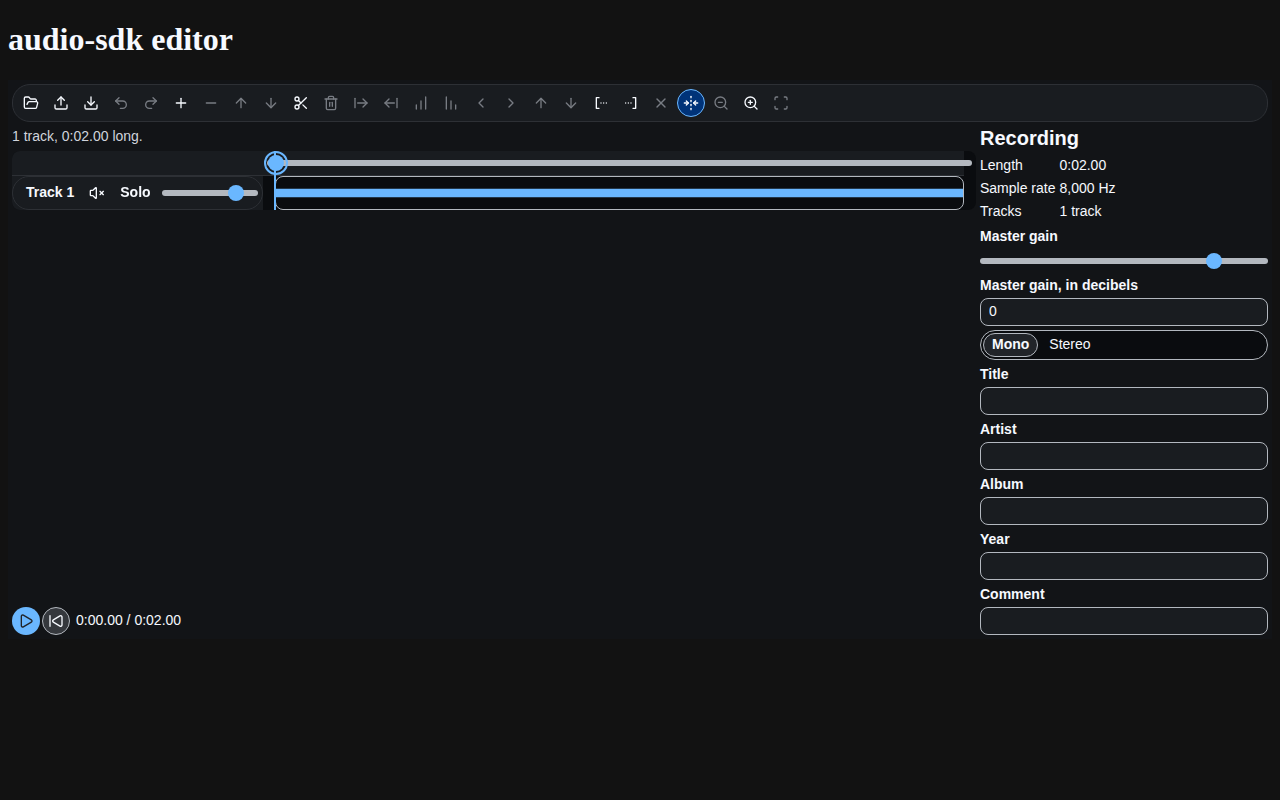 audio-sdk editor
1 track, 0:02.00 long.
Track 1 Solo
0:00.00 / 0:02.00
Recording
Length 0:02.00
Sample rate 8,000 Hz
Tracks 1 track
Master gain
Master gain, in decibels
0
Mono Stereo
Title
Artist
Album
Year
Comment